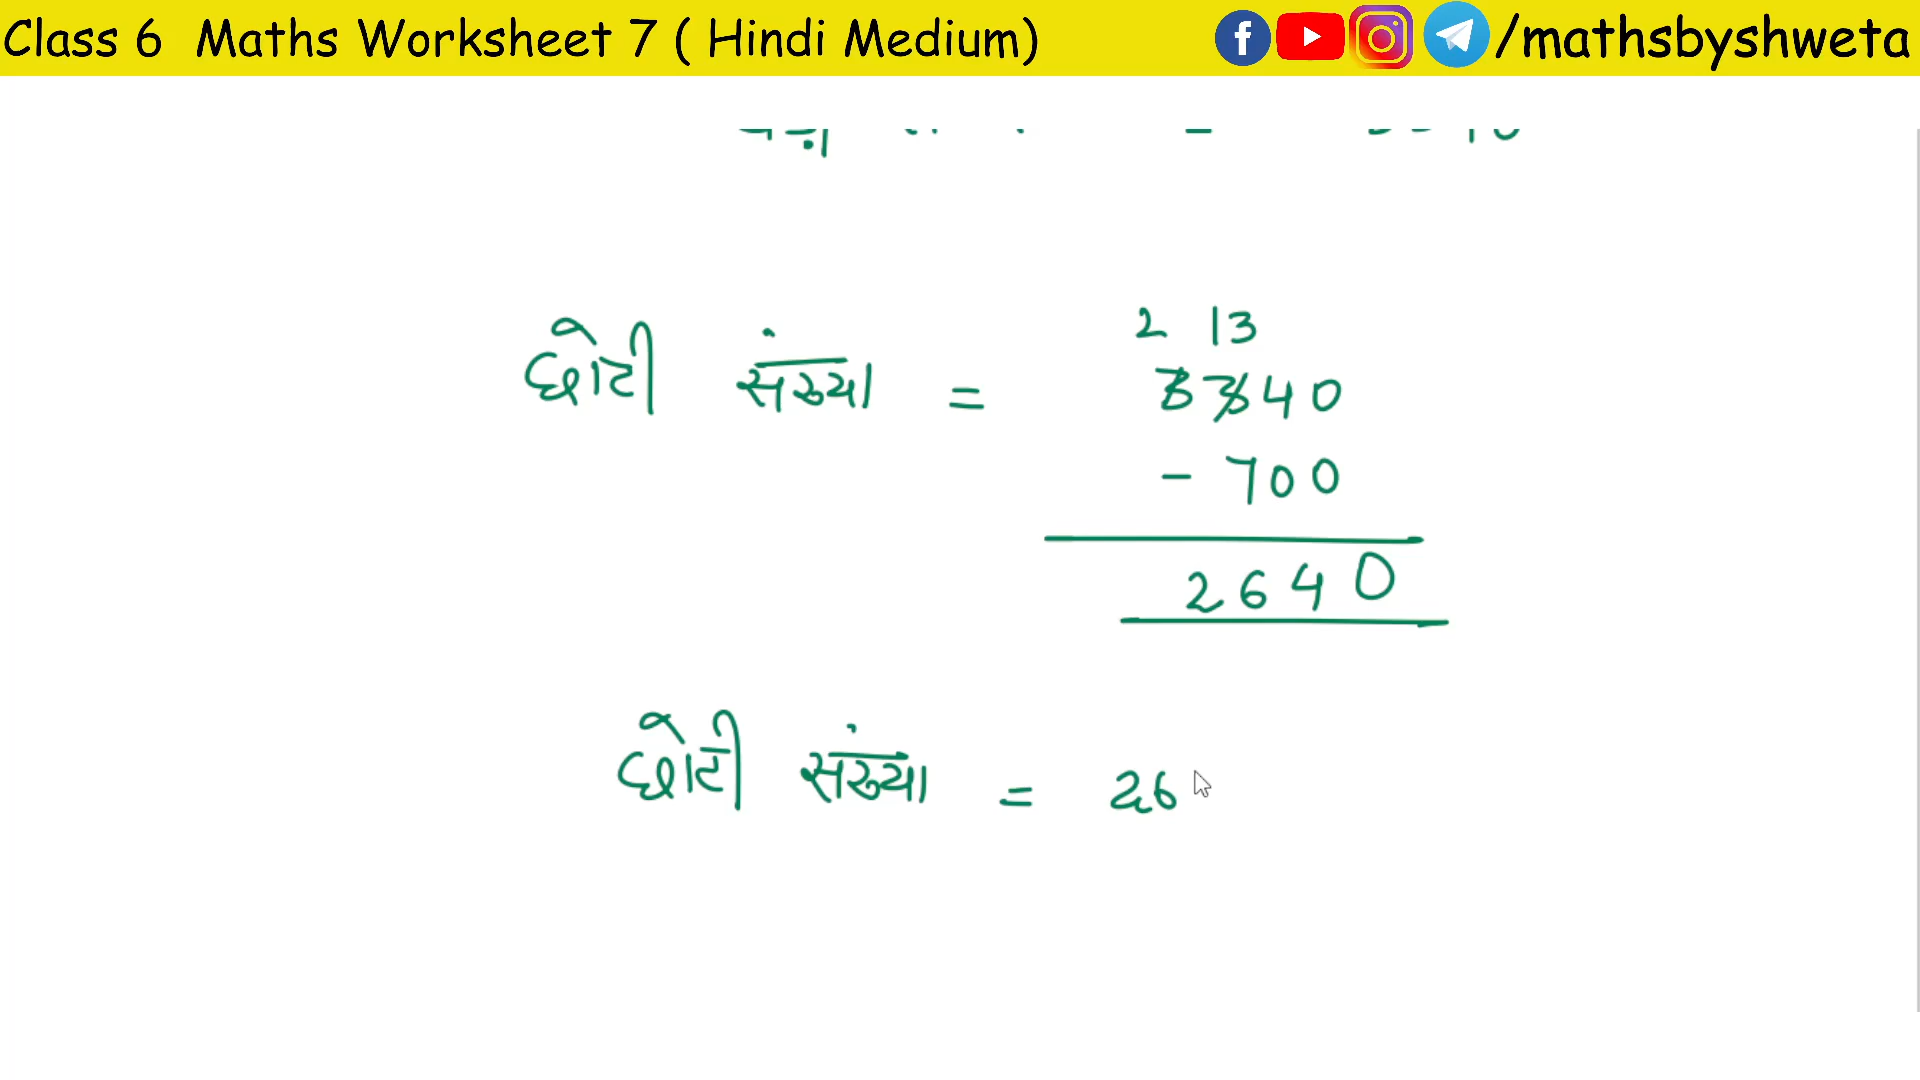 Class 6 Maths Worksheet 7 ( Hindi Medium)
/mathsbyshweta
2 13
छोटी संख्या = 3340
- 700
2640
छोटी संख्या = 26